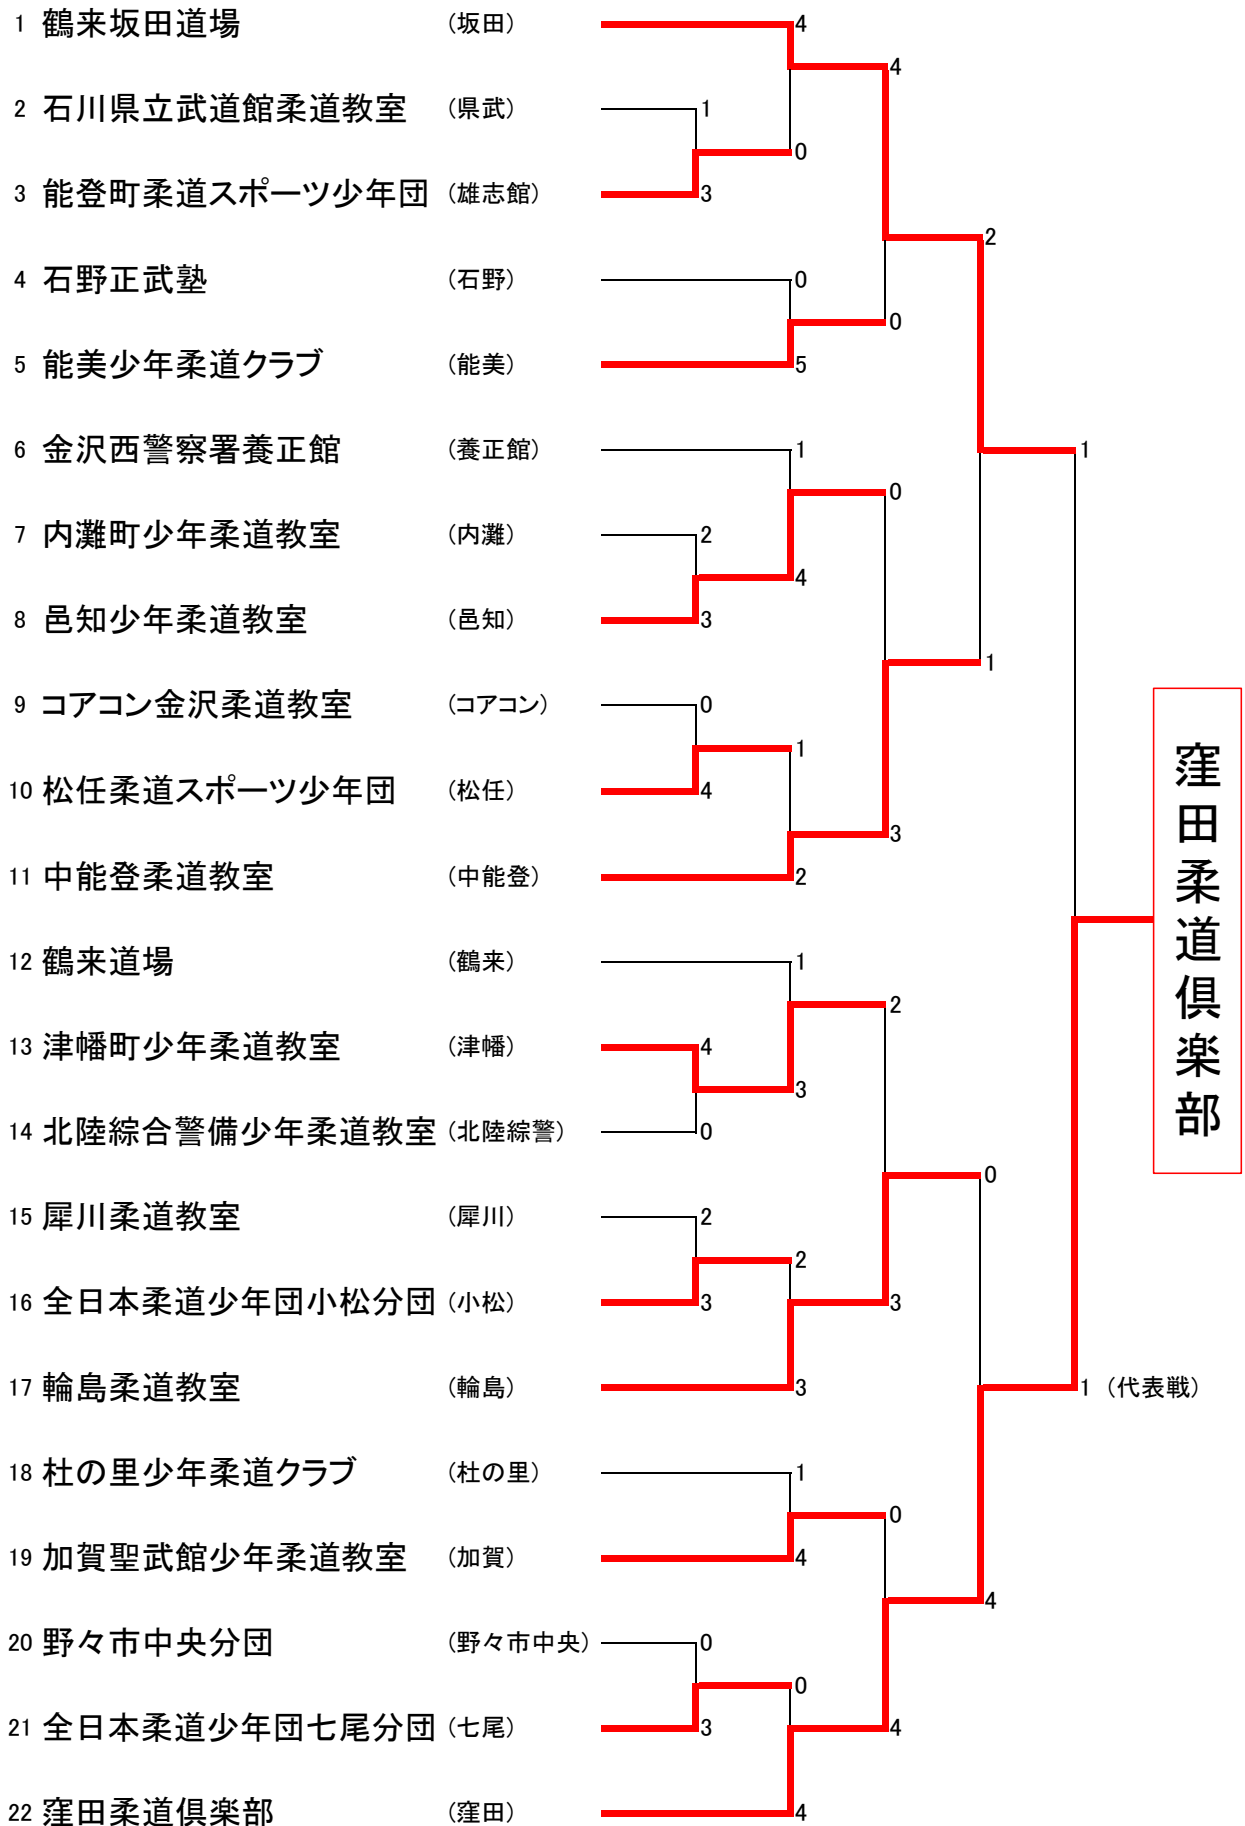 1 鶴来坂田道場 (坂田) 4
4
2 石川県立武道館柔道教室 (県武) 1
0
3 能登町柔道スポーツ少年団 (雄志館) 3
2
4 石野正武塾 (石野) 0
0
5 能美少年柔道クラブ (能美) 5
6 金沢西警察署養正館 (養正館) 1
1
0
7 内灘町少年柔道教室 (内灘) 2
4
8 邑知少年柔道教室 (邑知) 3
1
9 コアコン金沢柔道教室 (コアコン) 0
1
10 松任柔道スポーツ少年団 (松任) 4
3
11 中能登柔道教室 (中能登) 2
窪田柔道倶楽部
12 鶴来道場 (鶴来) 1
2
13 津幡町少年柔道教室 (津幡) 4
3
14 北陸綜合警備少年柔道教室 (北陸綜警) 0
0
15 犀川柔道教室 (犀川) 2
2
16 全日本柔道少年団小松分団 (小松) 3
3
17 輪島柔道教室 (輪島) 3
1 (代表戦)
18 杜の里少年柔道クラブ (杜の里) 1
0
19 加賀聖武館少年柔道教室 (加賀) 4
4
20 野々市中央分団 (野々市中央) 0
0
21 全日本柔道少年団七尾分団 (七尾) 3
4
22 窪田柔道倶楽部 (窪田) 4